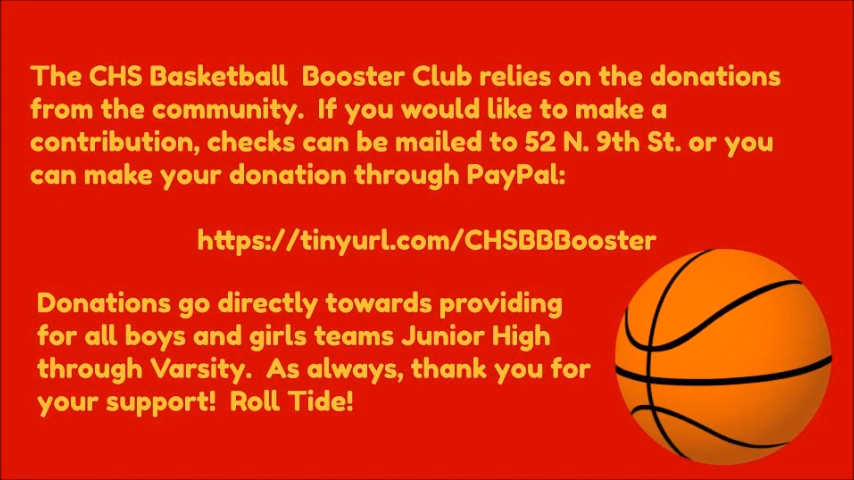 The CHS Basketball  Booster Club relies on the donations
from the community.  If you would like to make a
contribution, checks can be mailed to 52 N. 9th St. or you
can make your donation through PayPal:
https://tinyurl.com/CHSBBBooster
Donations go directly towards providing
for all boys and girls teams Junior High
through Varsity.  As always, thank you for
your support!  Roll Tide!